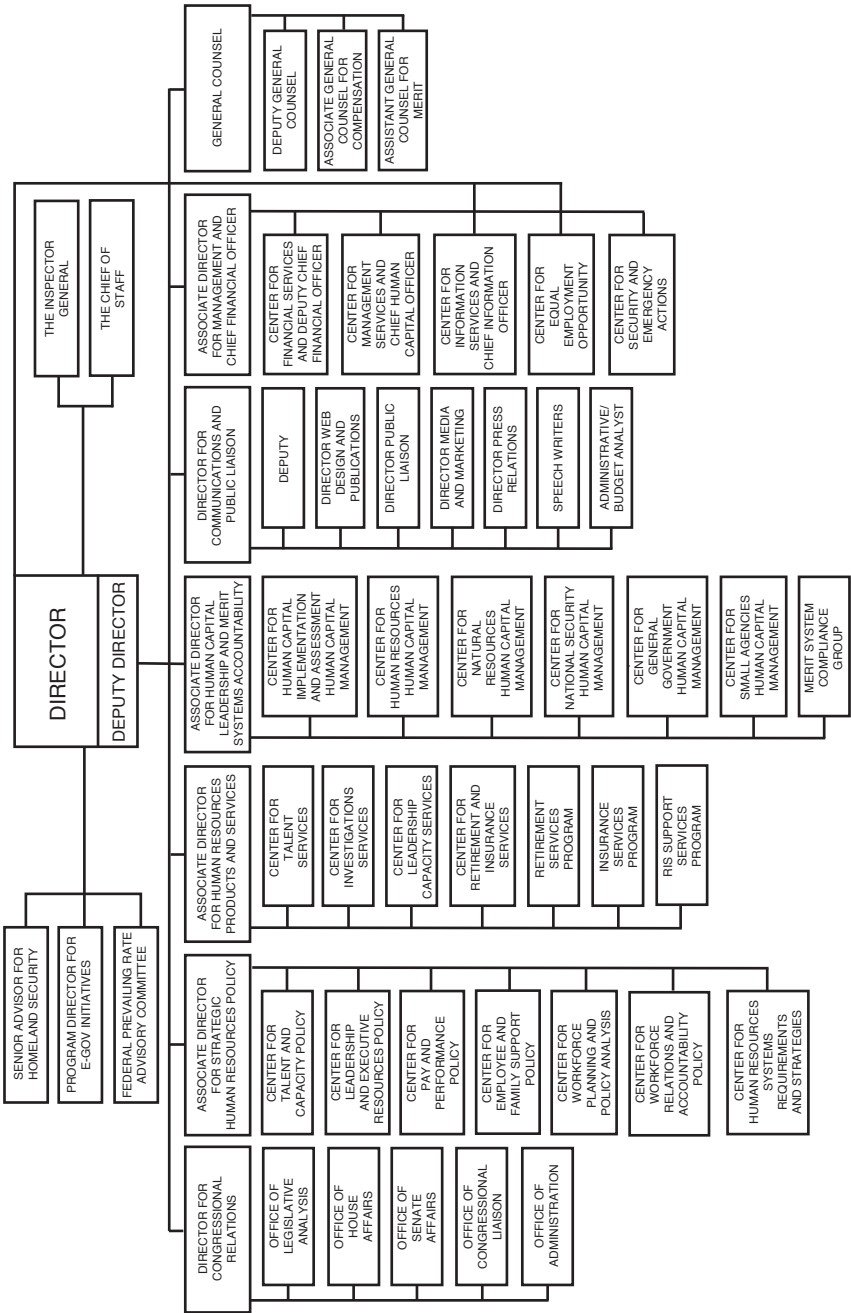 DIRECTOR
DEPUTY DIRECTOR
SENIOR ADVISOR FOR
HOMELAND SECURITY
PROGRAM DIRECTOR FOR
E-GOV INITIATIVES
FEDERAL PREVAILING RATE
ADVISORY COMMITTEE
THE INSPECTOR
GENERAL
THE CHIEF OF
STAFF
DIRECTOR FOR
CONGRESSIONAL
RELATIONS
OFFICE OF
LEGISLATIVE
ANALYSIS
OFFICE OF
HOUSE
AFFAIRS
OFFICE OF
SENATE
AFFAIRS
OFFICE OF
CONGRESSIONAL
LIAISON
OFFICE OF
ADMINISTRATION
ASSOCIATE DIRECTOR
FOR STRATEGIC
HUMAN RESOURCES POLICY
CENTER FOR
TALENT AND
CAPACITY POLICY
CENTER FOR
LEADERSHIP
AND EXECUTIVE
RESOURCES POLICY
CENTER FOR
PAY AND
PERFORMANCE
POLICY
CENTER FOR
EMPLOYEE AND
FAMILY SUPPORT
POLICY
CENTER FOR
WORKFORCE
PLANNING AND
POLICY ANALYSIS
CENTER FOR
WORKFORCE
RELATIONS AND
ACCOUNTABILITY
POLICY
CENTER FOR
HUMAN RESOURCES
SYSTEMS
REQUIREMENTS
AND STRATEGIES
ASSOCIATE DIRECTOR
FOR HUMAN RESOURCES
PRODUCTS AND SERVICES
CENTER FOR
TALENT
SERVICES
CENTER FOR
INVESTIGATIONS
SERVICES
CENTER FOR
LEADERSHIP
CAPACITY SERVICES
CENTER FOR
RETIREMENT AND
INSURANCE
SERVICES
RETIREMENT
SERVICES
PROGRAM
INSURANCE
SERVICES
PROGRAM
RIS SUPPORT
SERVICES
PROGRAM
ASSOCIATE DIRECTOR
FOR HUMAN CAPITAL
LEADERSHIP AND MERIT
SYSTEMS ACCOUNTABILITY
CENTER FOR
HUMAN CAPITAL
IMPLEMENTATION
AND ASSESSMENT
HUMAN CAPITAL
MANAGEMENT
CENTER FOR
HUMAN RESOURCES
HUMAN CAPITAL
MANAGEMENT
CENTER FOR
NATURAL
RESOURCES
HUMAN CAPITAL
MANAGEMENT
CENTER FOR
NATIONAL SECURITY
HUMAN CAPITAL
MANAGEMENT
CENTER FOR
GENERAL
GOVERNMENT
HUMAN CAPITAL
MANAGEMENT
CENTER FOR
SMALL AGENCIES
HUMAN CAPITAL
MANAGEMENT
MERIT SYSTEM
COMPLIANCE
GROUP
DIRECTOR FOR
COMMUNICATIONS AND
PUBLIC LIAISON
DEPUTY
DIRECTOR WEB
DESIGN AND
PUBLICATIONS
DIRECTOR PUBLIC
LIAISON
DIRECTOR MEDIA
AND MARKETING
DIRECTOR PRESS
RELATIONS
SPEECH WRITERS
ADMINISTRATIVE/
BUDGET ANALYST
ASSOCIATE DIRECTOR
FOR MANAGEMENT AND
CHIEF FINANCIAL OFFICER
CENTER FOR
FINANCIAL SERVICES
AND DEPUTY CHIEF
FINANCIAL OFFICER
CENTER FOR
MANAGEMENT
SERVICES AND
CHIEF HUMAN
CAPITAL OFFICER
CENTER FOR
INFORMATION
SERVICES AND
CHIEF INFORMATION
OFFICER
CENTER FOR
EQUAL
EMPLOYMENT
OPPORTUNITY
CENTER FOR
SECURITY AND
EMERGENCY
ACTIONS
GENERAL COUNSEL
DEPUTY GENERAL
COUNSEL
ASSOCIATE GENERAL
COUNSEL FOR
COMPENSATION
ASSISTANT GENERAL
COUNSEL FOR
MERIT